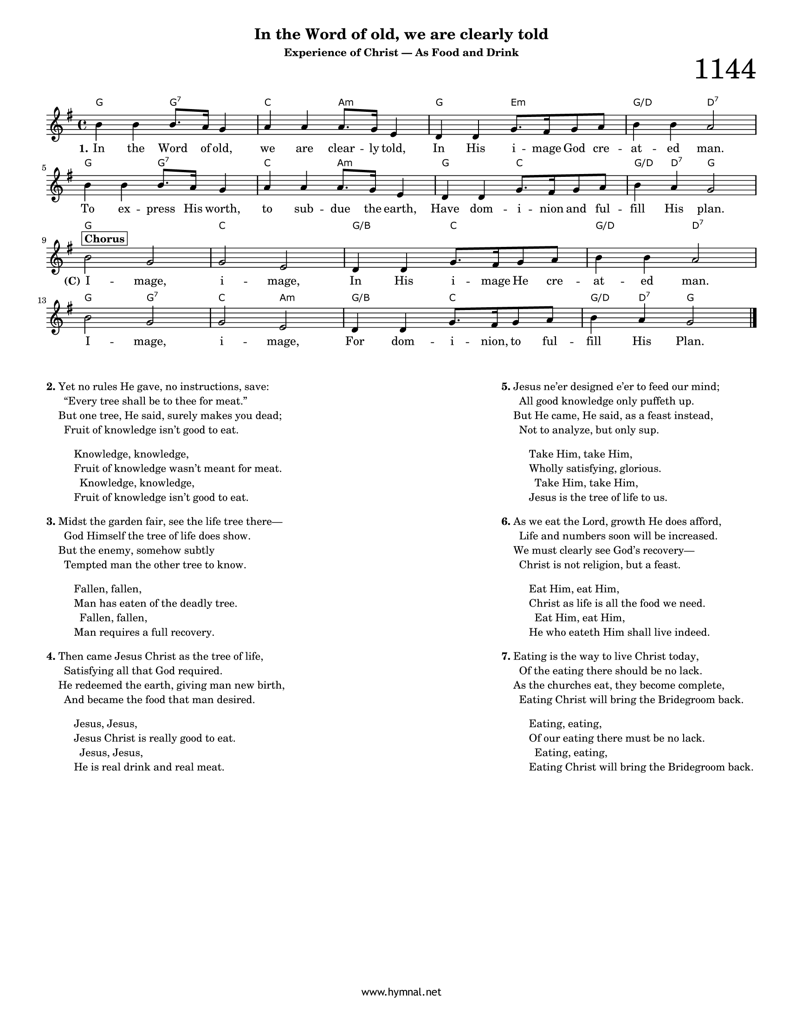 In the Word of old, we are clearly told
Experience of Christ — As Food and Drink
1144
G G7 C Am G Em G/D D7
1. In the Word of old, we are clear - ly told, In His i - mage God cre - at - ed man.
G G7 C Am G C G/D D7 G
5
To ex - press His worth, to sub - due the earth, Have dom - i - nion and ful - fill His plan.
G C G/B C G/D D7
9 Chorus
(C) I - mage, i - mage, In His i - mage He cre - at - ed man.
G G7 C Am G/B C G/D D7 G
13
I - mage, i - mage, For dom - i - nion, to ful - fill His Plan.
2. Yet no rules He gave, no instructions, save:
“Every tree shall be to thee for meat.”
But one tree, He said, surely makes you dead;
Fruit of knowledge isn’t good to eat.
Knowledge, knowledge,
Fruit of knowledge wasn’t meant for meat.
Knowledge, knowledge,
Fruit of knowledge isn’t good to eat.
3. Midst the garden fair, see the life tree there—
God Himself the tree of life does show.
But the enemy, somehow subtly
Tempted man the other tree to know.
Fallen, fallen,
Man has eaten of the deadly tree.
Fallen, fallen,
Man requires a full recovery.
4. Then came Jesus Christ as the tree of life,
Satisfying all that God required.
He redeemed the earth, giving man new birth,
And became the food that man desired.
Jesus, Jesus,
Jesus Christ is really good to eat.
Jesus, Jesus,
He is real drink and real meat.
5. Jesus ne’er designed e’er to feed our mind;
All good knowledge only puffeth up.
But He came, He said, as a feast instead,
Not to analyze, but only sup.
Take Him, take Him,
Wholly satisfying, glorious.
Take Him, take Him,
Jesus is the tree of life to us.
6. As we eat the Lord, growth He does afford,
Life and numbers soon will be increased.
We must clearly see God’s recovery—
Christ is not religion, but a feast.
Eat Him, eat Him,
Christ as life is all the food we need.
Eat Him, eat Him,
He who eateth Him shall live indeed.
7. Eating is the way to live Christ today,
Of the eating there should be no lack.
As the churches eat, they become complete,
Eating Christ will bring the Bridegroom back.
Eating, eating,
Of our eating there must be no lack.
Eating, eating,
Eating Christ will bring the Bridegroom back.
www.hymnal.net